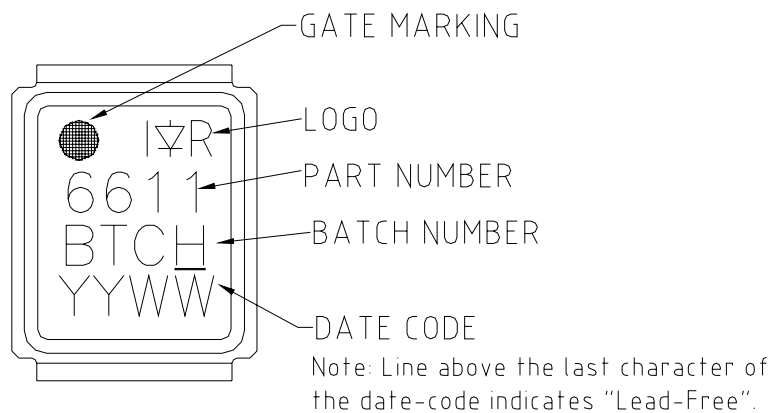 GATE MARKING
I R
LOGO
6611
PART NUMBER
BTCH
BATCH NUMBER
YYWW
DATE CODE
Note: Line above the last character of
the date-code indicates "Lead-Free".